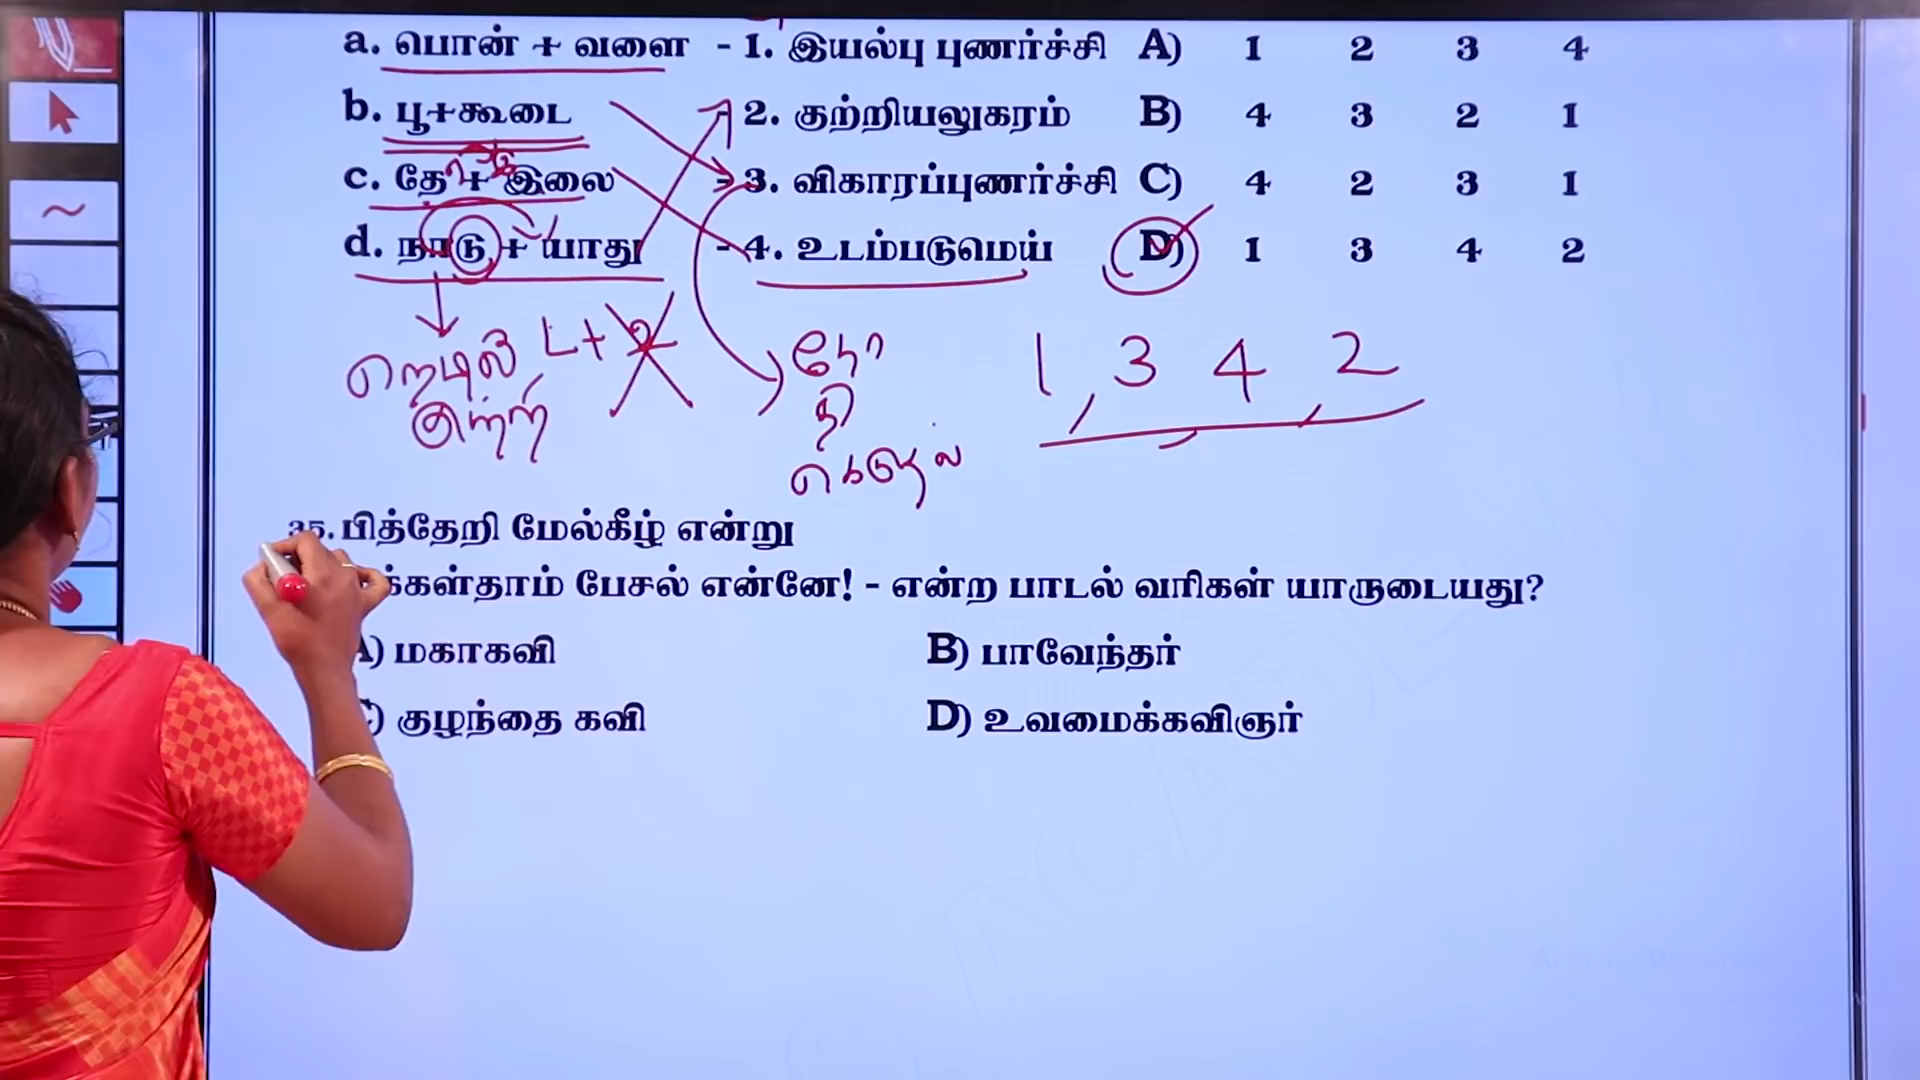 a. பொன் + வளை - 1. இயல்பு புணர்ச்சி A) 1 2 3 4
b. பூ+கூடை - 2. குற்றியலுகரம் B) 4 3 2 1
c. தே + இலை - 3. விகாரப்புணர்ச்சி C) 4 2 3 1
d. நாடு + யாது - 4. உடம்படுமெய் D) 1 3 4 2
நெடில் ட்+உ தோ 1, 3, 4, 2
குற்றி தி
கெடுதல்
35. பித்தேறி மேல்கீழ் என்று
க்கள்தாம் பேசல் என்னே! - என்ற பாடல் வரிகள் யாருடையது?
A) மகாகவி B) பாவேந்தர்
C) குழந்தை கவி D) உவமைக்கவிஞர்